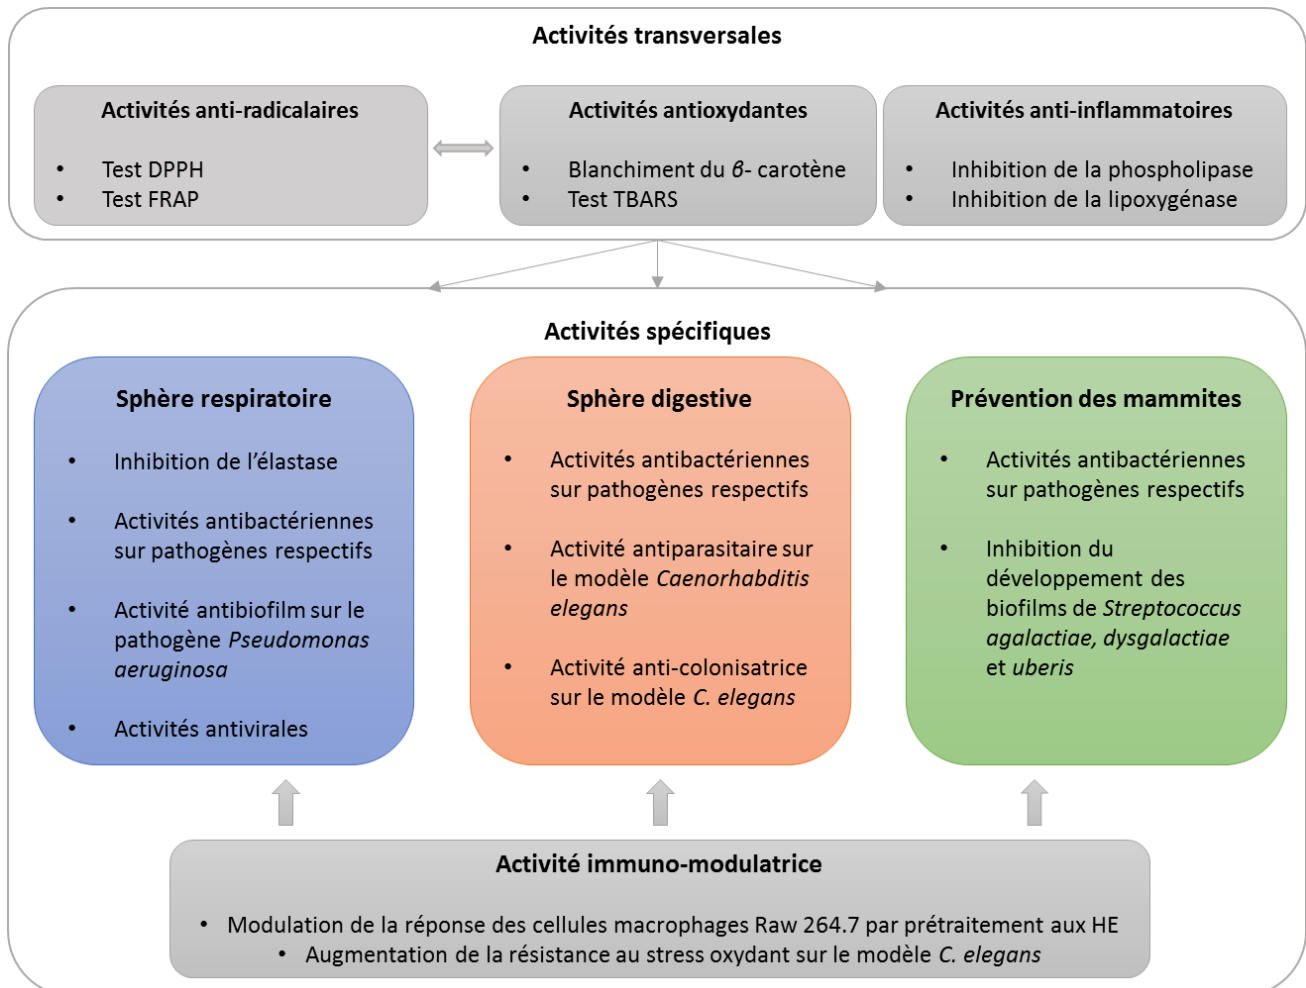 Activités transversales
Activités anti-radicalaires
• Test DPPH
• Test FRAP
Activités antioxydantes
• Blanchiment du β- carotène
• Test TBARS
Activités anti-inflammatoires
• Inhibition de la phospholipase
• Inhibition de la lipoxygénase
Activités spécifiques
Sphère respiratoire
• Inhibition de l’élastase
• Activités antibactériennes
sur pathogènes respectifs
• Activité antibiofilm sur le
pathogène Pseudomonas
aeruginosa
• Activités antivirales
Sphère digestive
• Activités antibactériennes
sur pathogènes respectifs
• Activité antiparasitaire sur
le modèle Caenorhabditis
elegans
• Activité anti-colonisatrice
sur le modèle C. elegans
Prévention des mammites
• Activités antibactériennes
sur pathogènes respectifs
• Inhibition du
développement des
biofilms de Streptococcus
agalactiae, dysgalactiae
et uberis
Activité immuno-modulatrice
• Modulation de la réponse des cellules macrophages Raw 264.7 par prétraitement aux HE
• Augmentation de la résistance au stress oxydant sur le modèle C. elegans